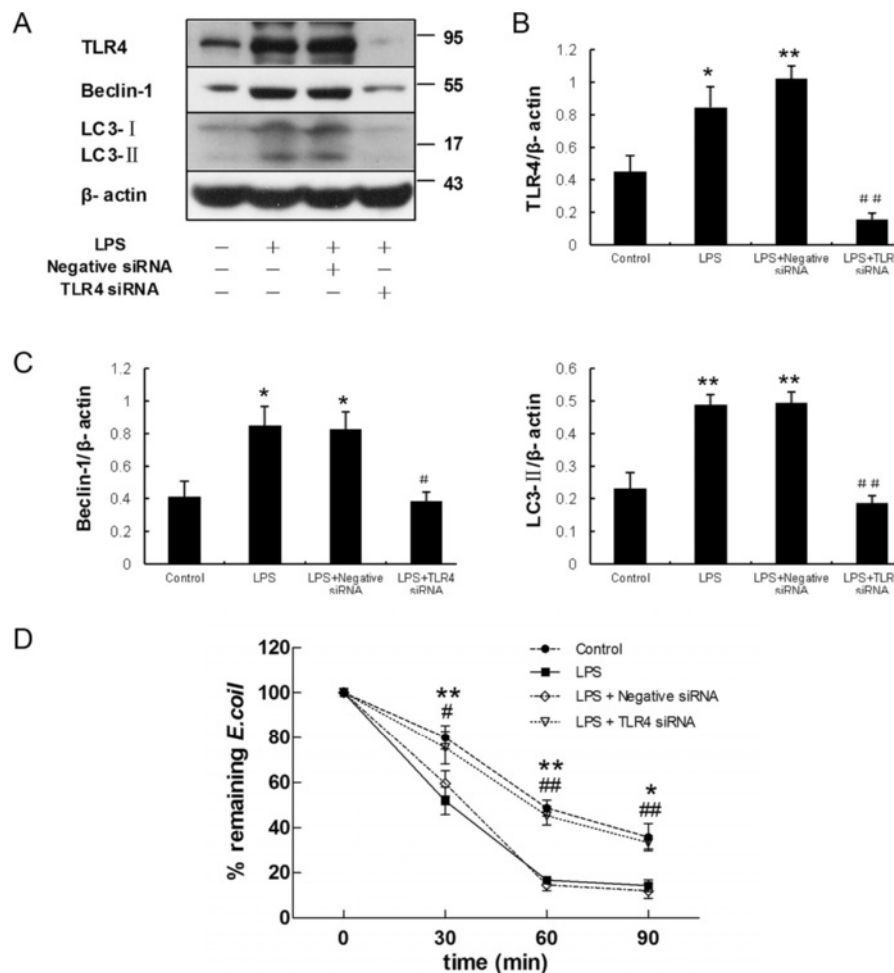 A
TLR4
95
Beclin-1
55
LC3- I
LC3-II
17
β- actin
43
LPS
− + + +
Negative siRNA
− − + −
TLR4 siRNA
− − − +
B
TLR-4/β- actin
1.2
1
0.8
0.6
0.4
0.2
0
*
**
# #
Control
LPS
LPS+Negative
siRNA
LPS+TLR
siRNA
C
Beclin-1/β- actin
1.2
1
0.8
0.6
0.4
0.2
0
*
*
#
Control
LPS
LPS+Negative
siRNA
LPS+TLR4
siRNA
LC3-II/β- actin
0.6
0.5
0.4
0.3
0.2
0.1
0
**
**
# #
Control
LPS
LPS+Negative
siRNA
LPS+TLR
siRNA
D
% remaining E.coil
120
100
80
60
40
20
0
Control
LPS
LPS + Negative siRNA
LPS + TLR4 siRNA
**
#
**
##
*
##
0 30 60 90
time (min)